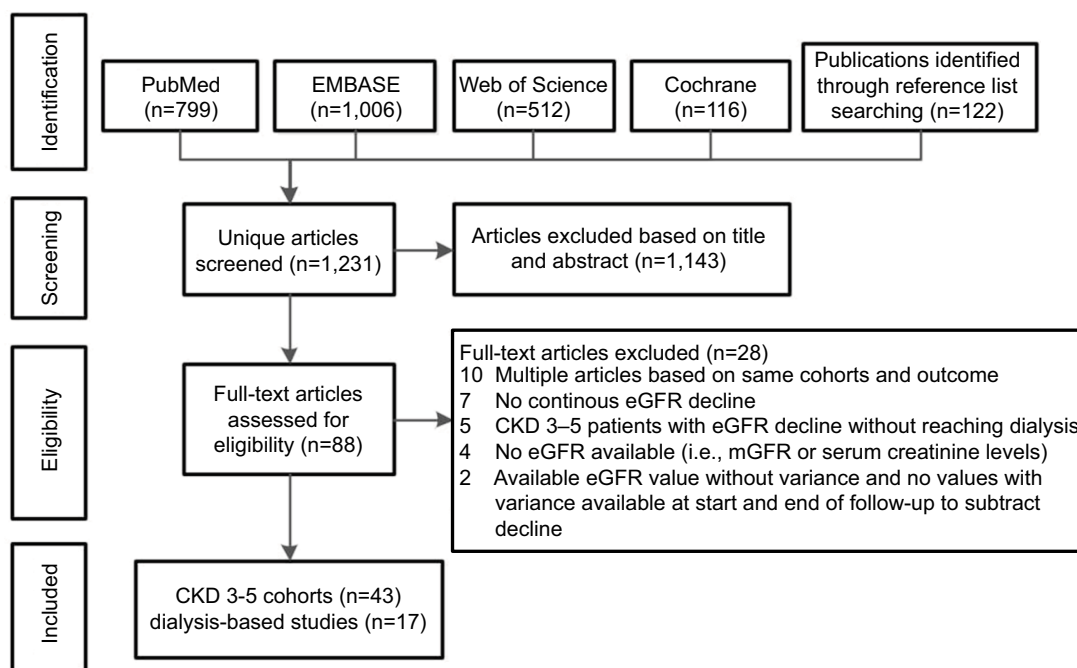 Identification
PubMed
(n=799)
EMBASE
(n=1,006)
Web of Science
(n=512)
Cochrane
(n=116)
Publications identified
through reference list
searching (n=122)
Screening
Unique articles
screened (n=1,231)
Articles excluded based on title
and abstract (n=1,143)
Eligibility
Full-text articles
assessed for
eligibility (n=88)
Full-text articles excluded (n=28)
10 Multiple articles based on same cohorts and outcome
7 No continous eGFR decline
5 CKD 3–5 patients with eGFR decline without reaching dialysis
4 No eGFR available (i.e., mGFR or serum creatinine levels)
2 Available eGFR value without variance and no values with
variance available at start and end of follow-up to subtract
decline
Included
CKD 3-5 cohorts (n=43)
dialysis-based studies (n=17)